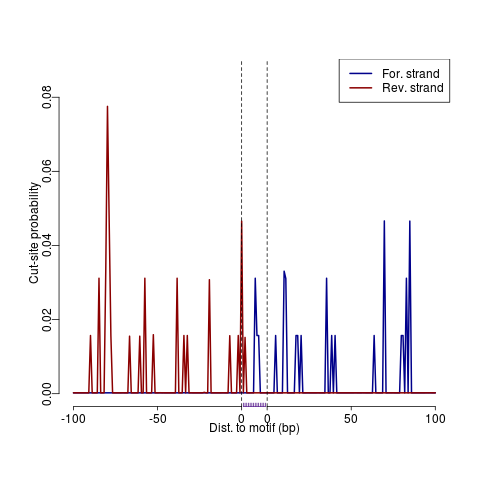 For. strand
Rev. strand
0.08
0.06
0.04
0.02
0.00
Cut-site probability
-100 -50 0 0 50 100
Dist. to motif (bp)